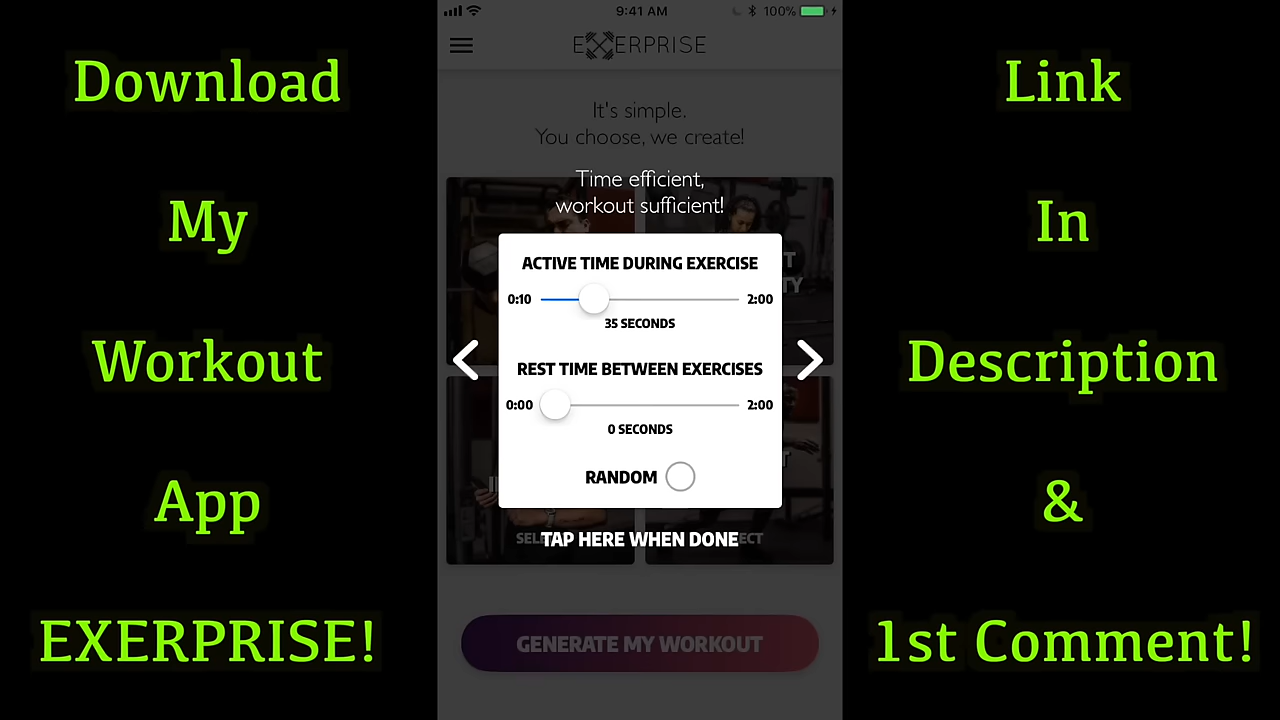 Download
My
Workout
App
EXERPRISE!
9:41 AM
100%
EXERPRISE
It's simple.
You choose, we create!
Time efficient,
workout sufficient!
ACTIVE TIME DURING EXERCISE
0:10
2:00
35 SECONDS
REST TIME BETWEEN EXERCISES
0:00
2:00
0 SECONDS
RANDOM
TAP HERE WHEN DONE
GENERATE MY WORKOUT
Link
In
Description
&
1st Comment!